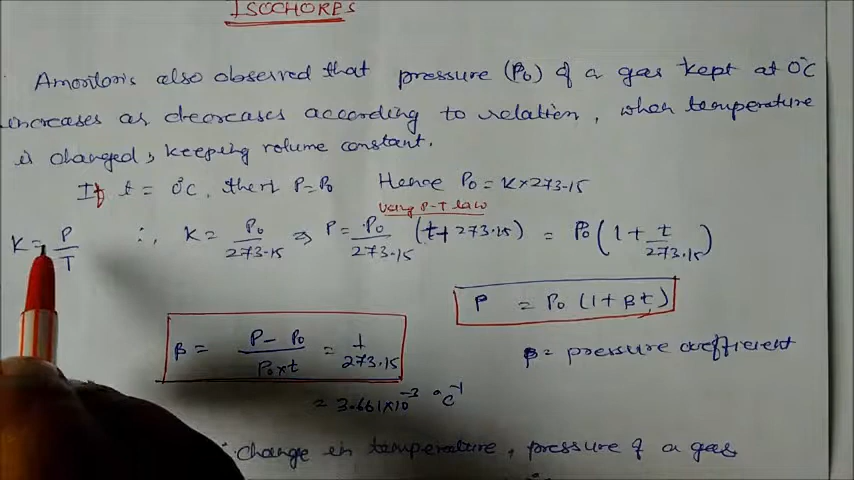 ISOCHORES
Amontons also observed that pressure (P₀) of a gas kept at 0°C
increases as decreases according to relation, when temperature
is changed, keeping volume constant.
If t = 0°C, then P = P₀ Hence P₀ = K×273.15
Using P-T law
K = P/T ∴, K = P₀/273.15 ⇒ P = P₀/273.15 (t + 273.15) = P₀(1 + t/273.15)
P = P₀ (1 + βt)
β = P - P₀/P₀×t = 1/273.15
β = pressure coefficient
= 3.661×10⁻³ °C⁻¹
change in temperature, pressure of a gas